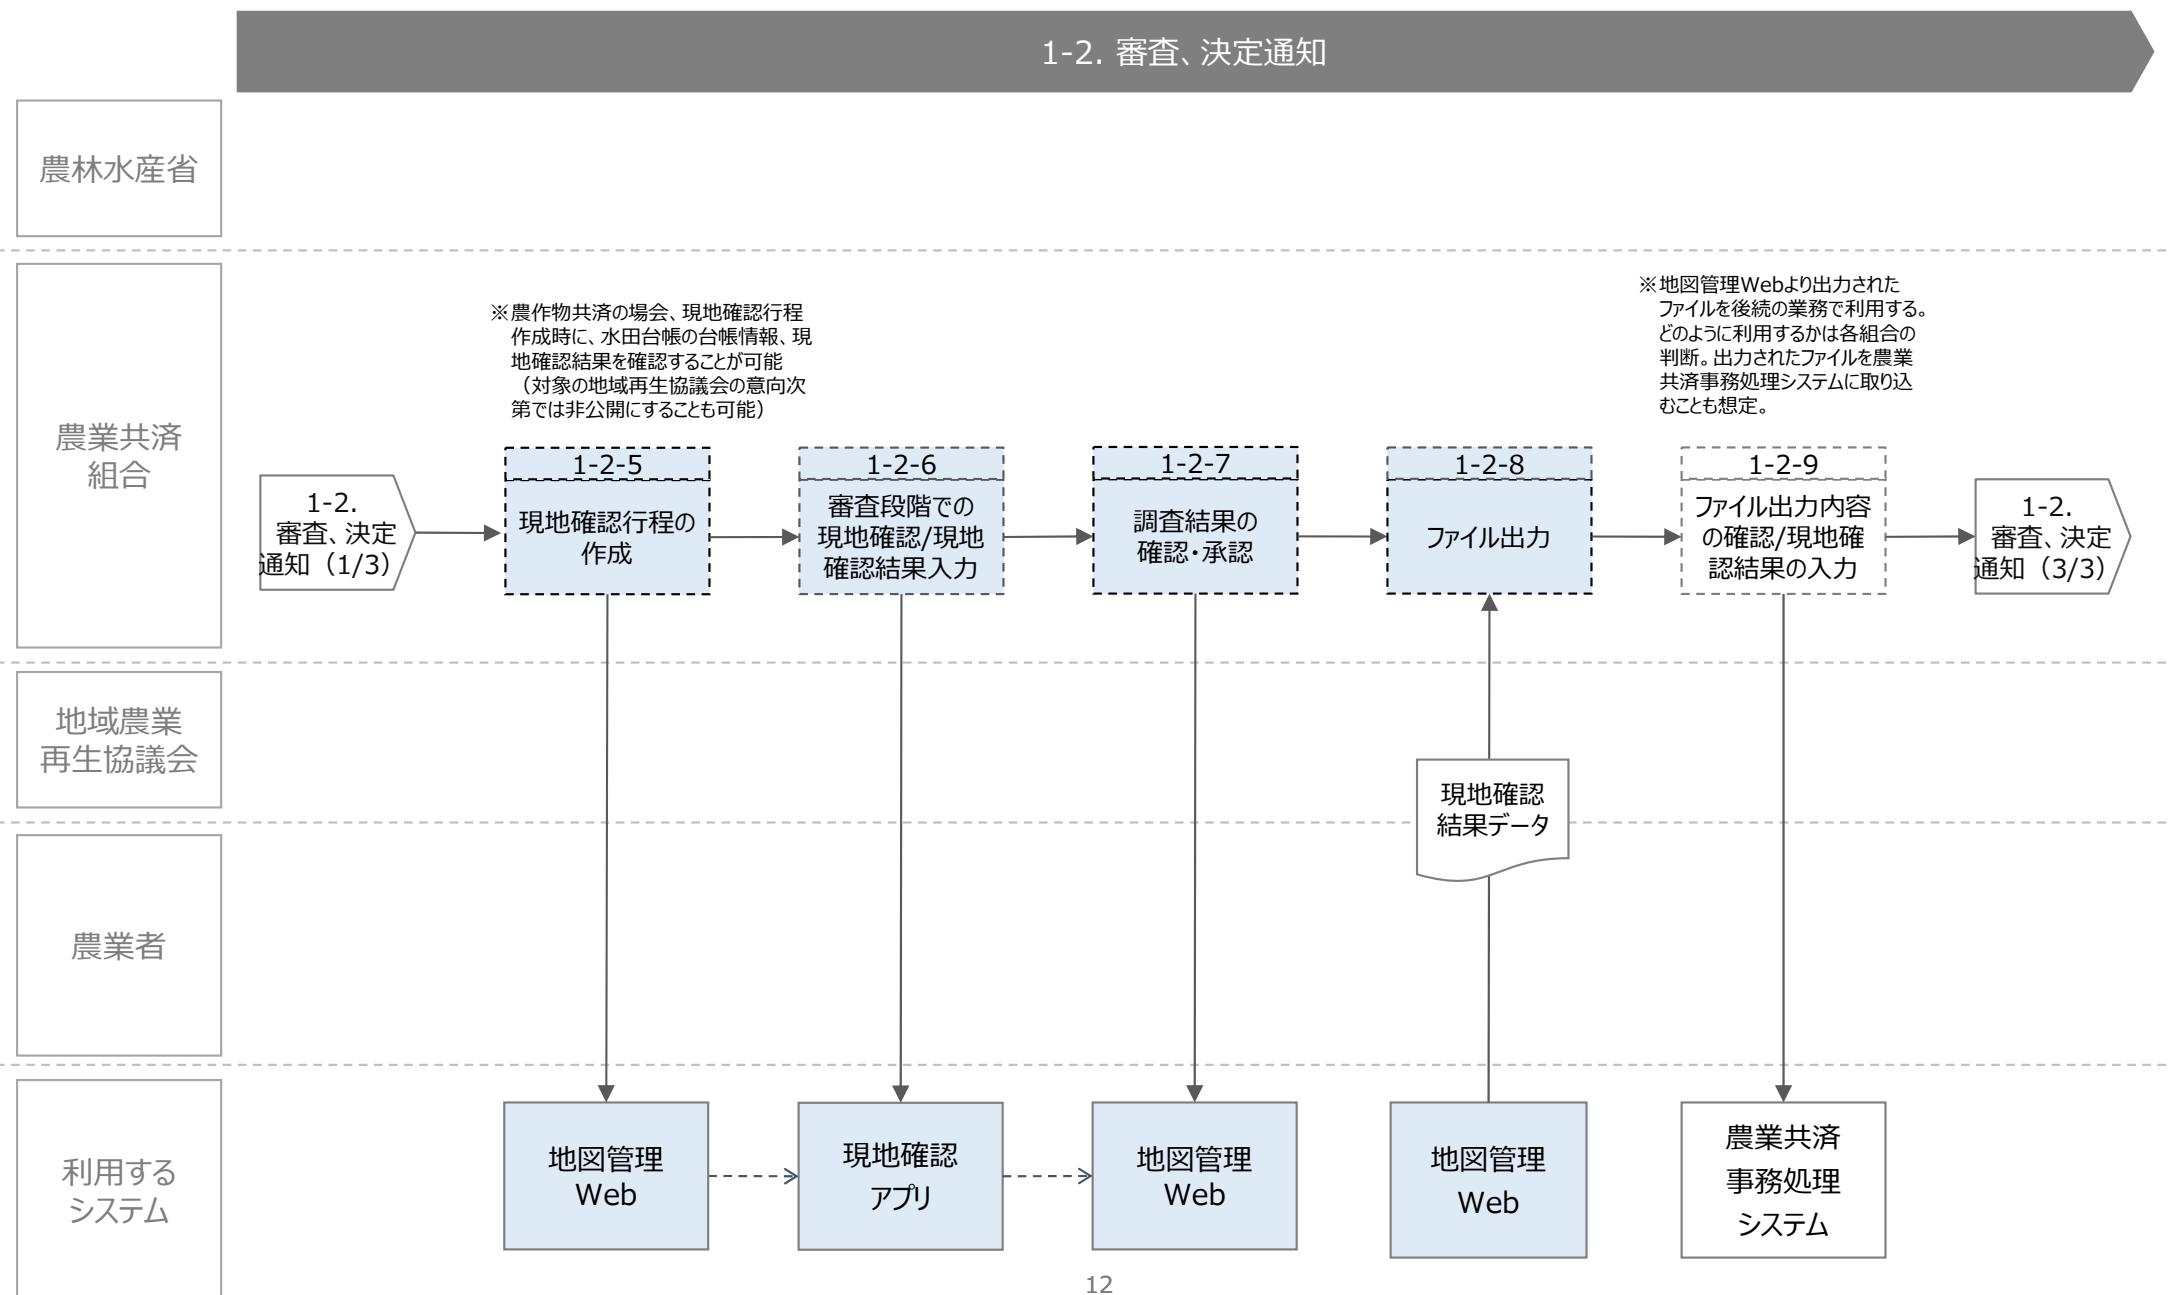 1-2. 審査、決定通知
農林水産省
農業共済
組合
※農作物共済の場会、現地確認行程
作成時に、水田台帳の台帳情報、現
地確認結果を確認することが可能
（対象の地域再生協議会の意向次
第では非公開にすることも可能）
※地図管理Webより出力された
ファイルを後続の業務で利用する。
どのように利用するかは各組合の
判断。出力されたファイルを農業
共済事務処理システムに取り込
むことも想定。
1-2.
審査、決定
通知（1/3）
1-2-5
現地確認行程の
作成
1-2-6
審査段階での
現地確認/現地
確認結果入力
1-2-7
調査結果の
確認・承認
1-2-8
ファイル出力
1-2-9
ファイル出力内容
の確認/現地確
認結果の入力
1-2.
審査、決定
通知（3/3）
地域農業
再生協議会
現地確認
結果データ
農業者
利用する
システム
地図管理
Web
現地確認
アプリ
地図管理
Web
地図管理
Web
農業共済
事務処理
システム
12